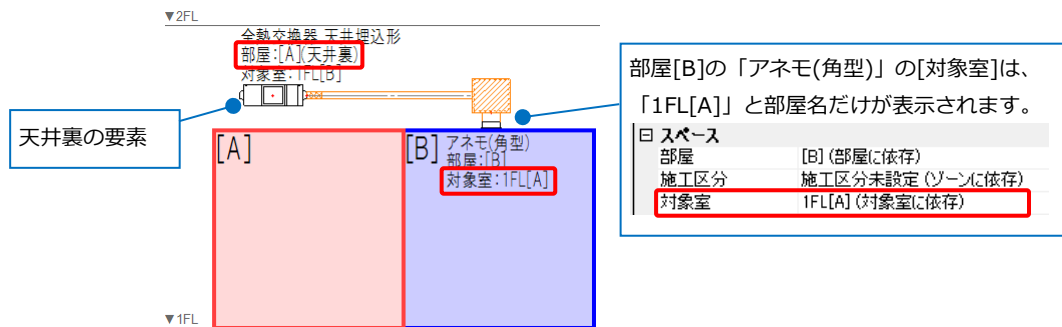 ▼2FL
全熱交換器 天井埋込形
部屋:[A](天井裏)
対象室:1FL[B]
天井裏の要素
[A]
[B]
アネモ(角型)
部屋:[B]
対象室:1FL[A]
▼1FL
部屋[B]の「アネモ(角型)」の[対象室]は、
「1FL[A]」と部屋名だけが表示されます。
スペース
部屋 [B] (部屋に依存)
施工区分 施工区分未設定 (ゾーンに依存)
対象室 1FL[A] (対象室に依存)